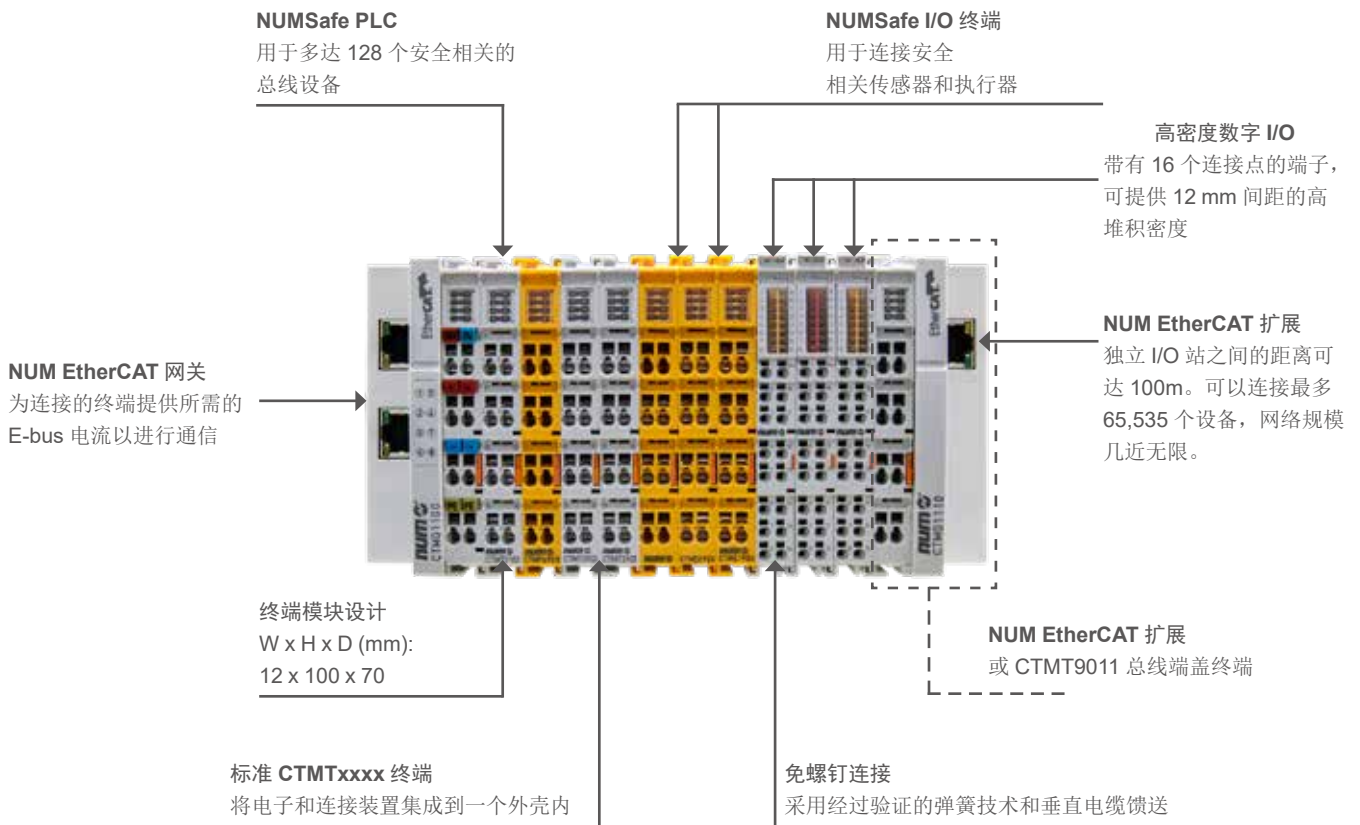 NUMSafe PLC
用于多达 128 个安全相关的
总线设备
NUMSafe I/O 终端
用于连接安全
相关传感器和执行器
高密度数字 I/O
带有 16 个连接点的端子，
可提供 12 mm 间距的高
堆积密度
NUM EtherCAT 网关
为连接的终端提供所需的
E-bus 电流以进行通信
EtherCAT
num
CTMG1100
EtherCAT
num
NUM EtherCAT 扩展
独立 I/O 站之间的距离可
达 100m。可以连接最多
65,535 个设备，网络规模
几近无限。
终端模块设计
W x H x D (mm):
12 x 100 x 70
NUM EtherCAT 扩展
或 CTMT9011 总线端盖终端
标准 CTMTxxxx 终端
将电子和连接装置集成到一个外壳内
免螺钉连接
采用经过验证的弹簧技术和垂直电缆馈送